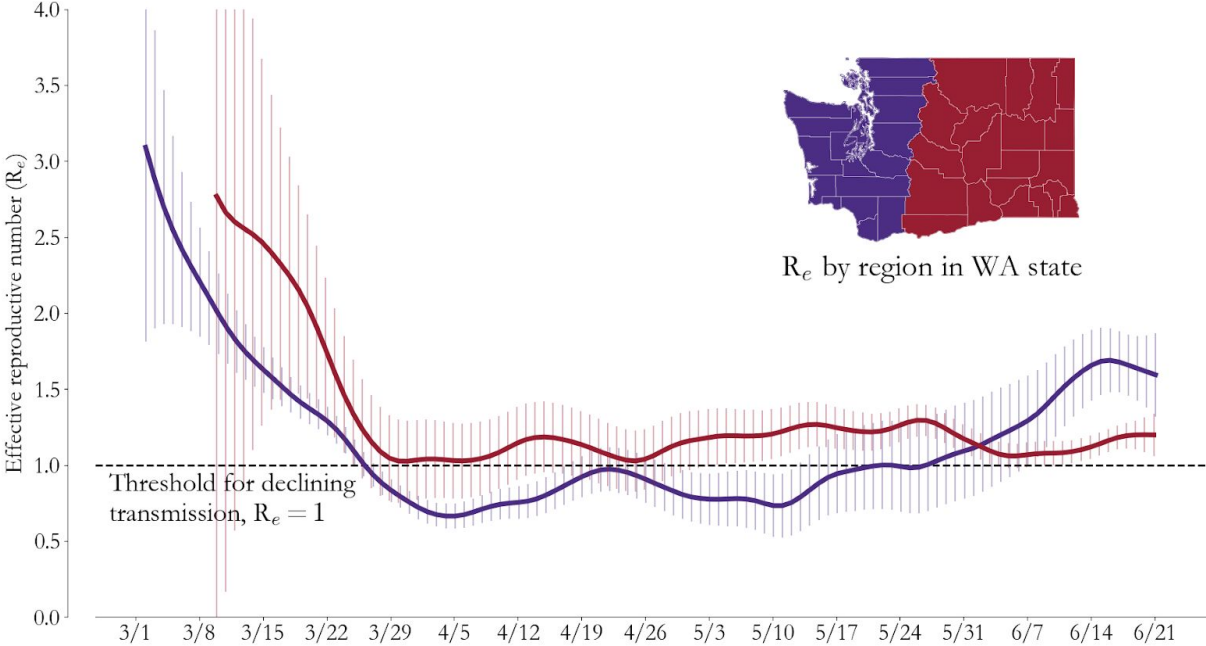 4.0
3.5
3.0
2.5
2.0
1.5
1.0
0.5
0.0
Effective reproductive number (Rₑ)
Rₑ by region in WA state
Threshold for declining
transmission, Rₑ = 1
3/1 3/8 3/15 3/22 3/29 4/5 4/12 4/19 4/26 5/3 5/10 5/17 5/24 5/31 6/7 6/14 6/21